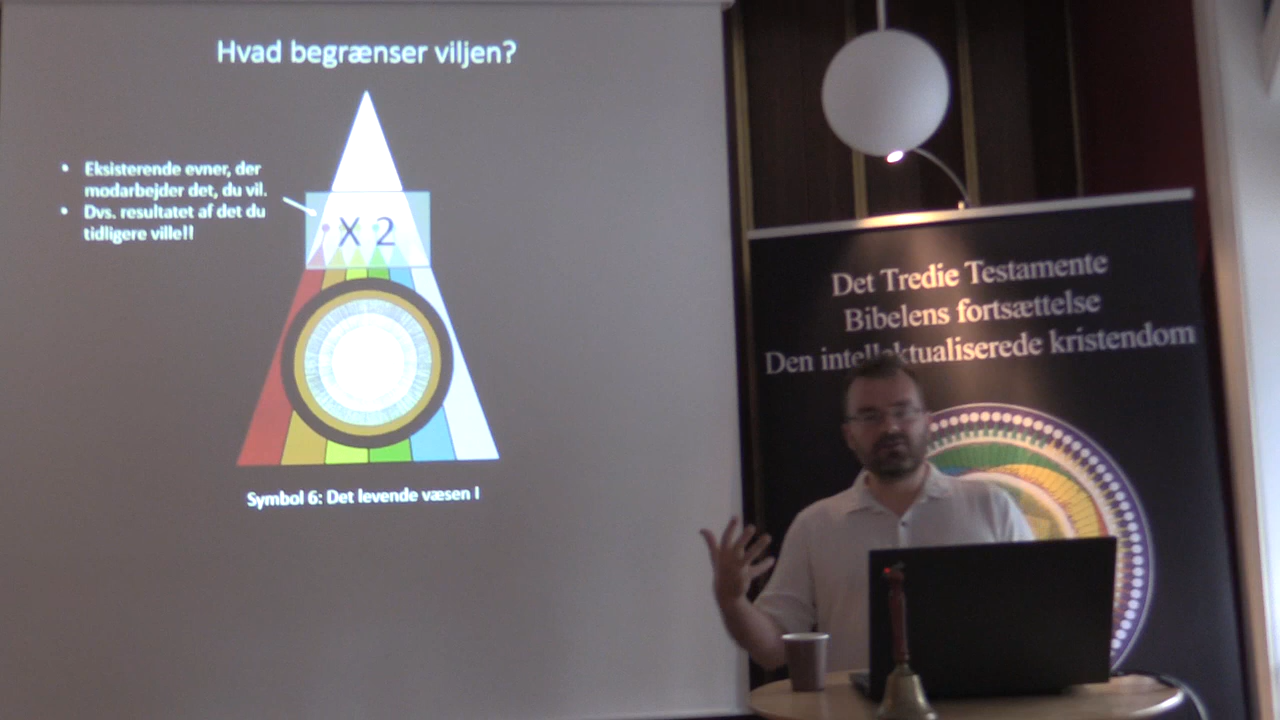 Hvad begrænser viljen?
• Eksisterende evner, der
modarbejder det, du vil.
• Dvs. resultatet af det du
tidligere ville!!
X 2
Symbol 6: Det levende væsen I
Det Tredie Testamente
Bibelens fortsættelse
Den intellektualiserede kristendom